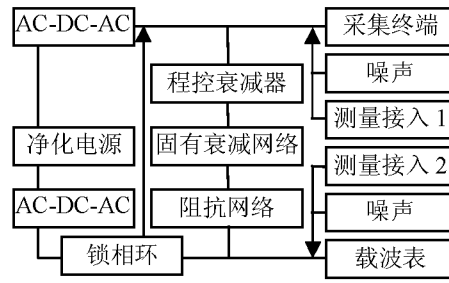 AC-DC-AC
采集终端
程控衰减器
噪声
测量接入 1
净化电源
固有衰减网络
测量接入 2
AC-DC-AC
阻抗网络
噪声
锁相环
载波表